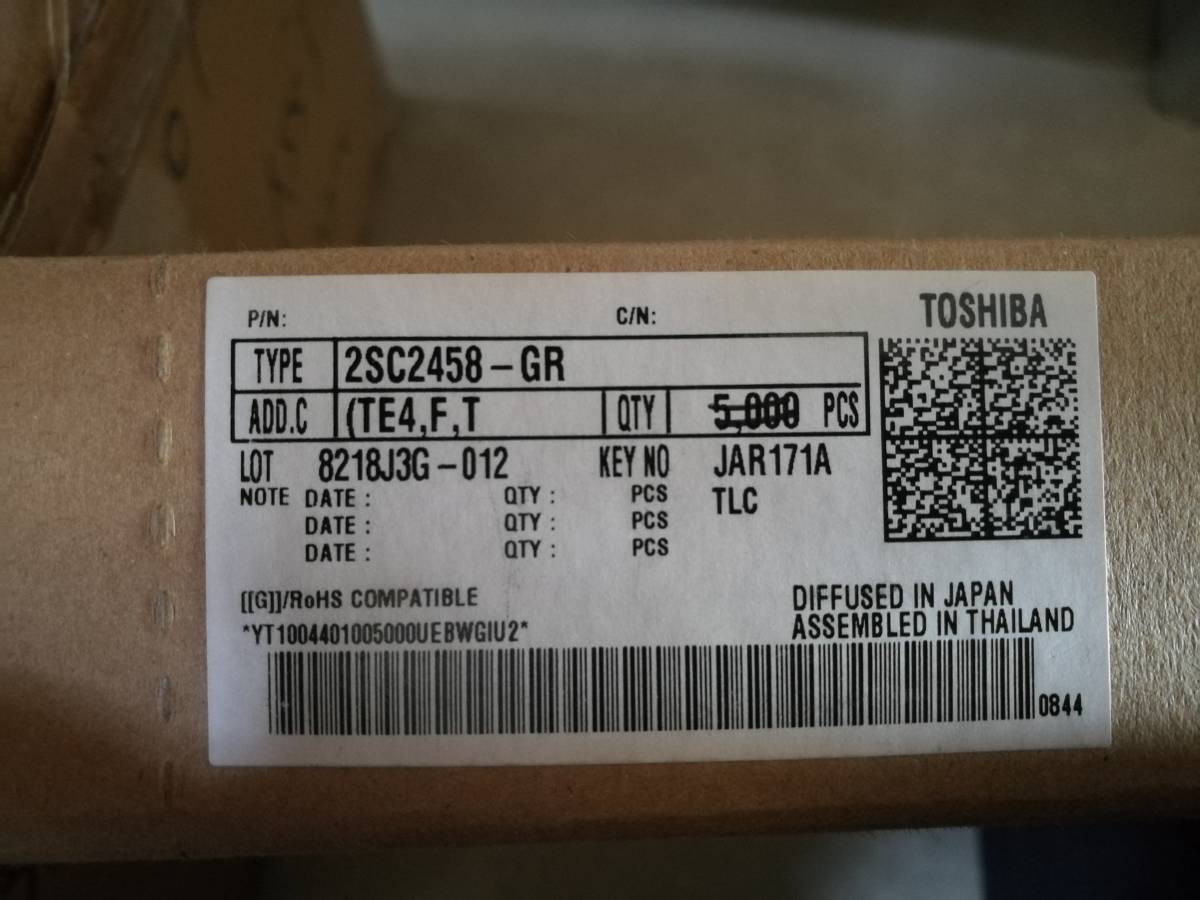 P/N: C/N: TOSHIBA
TYPE 2SC2458-GR
ADD.C (TE4,F,T QTY 5,000 PCS
LOT 8218J3G-012 KEY NO JAR171A
NOTE DATE : QTY : PCS TLC
DATE : QTY : PCS
DATE : QTY : PCS
[[G]]/RoHS COMPATIBLE
*YT1004401005000UEBWGIU2*
DIFFUSED IN JAPAN
ASSEMBLED IN THAILAND
0844